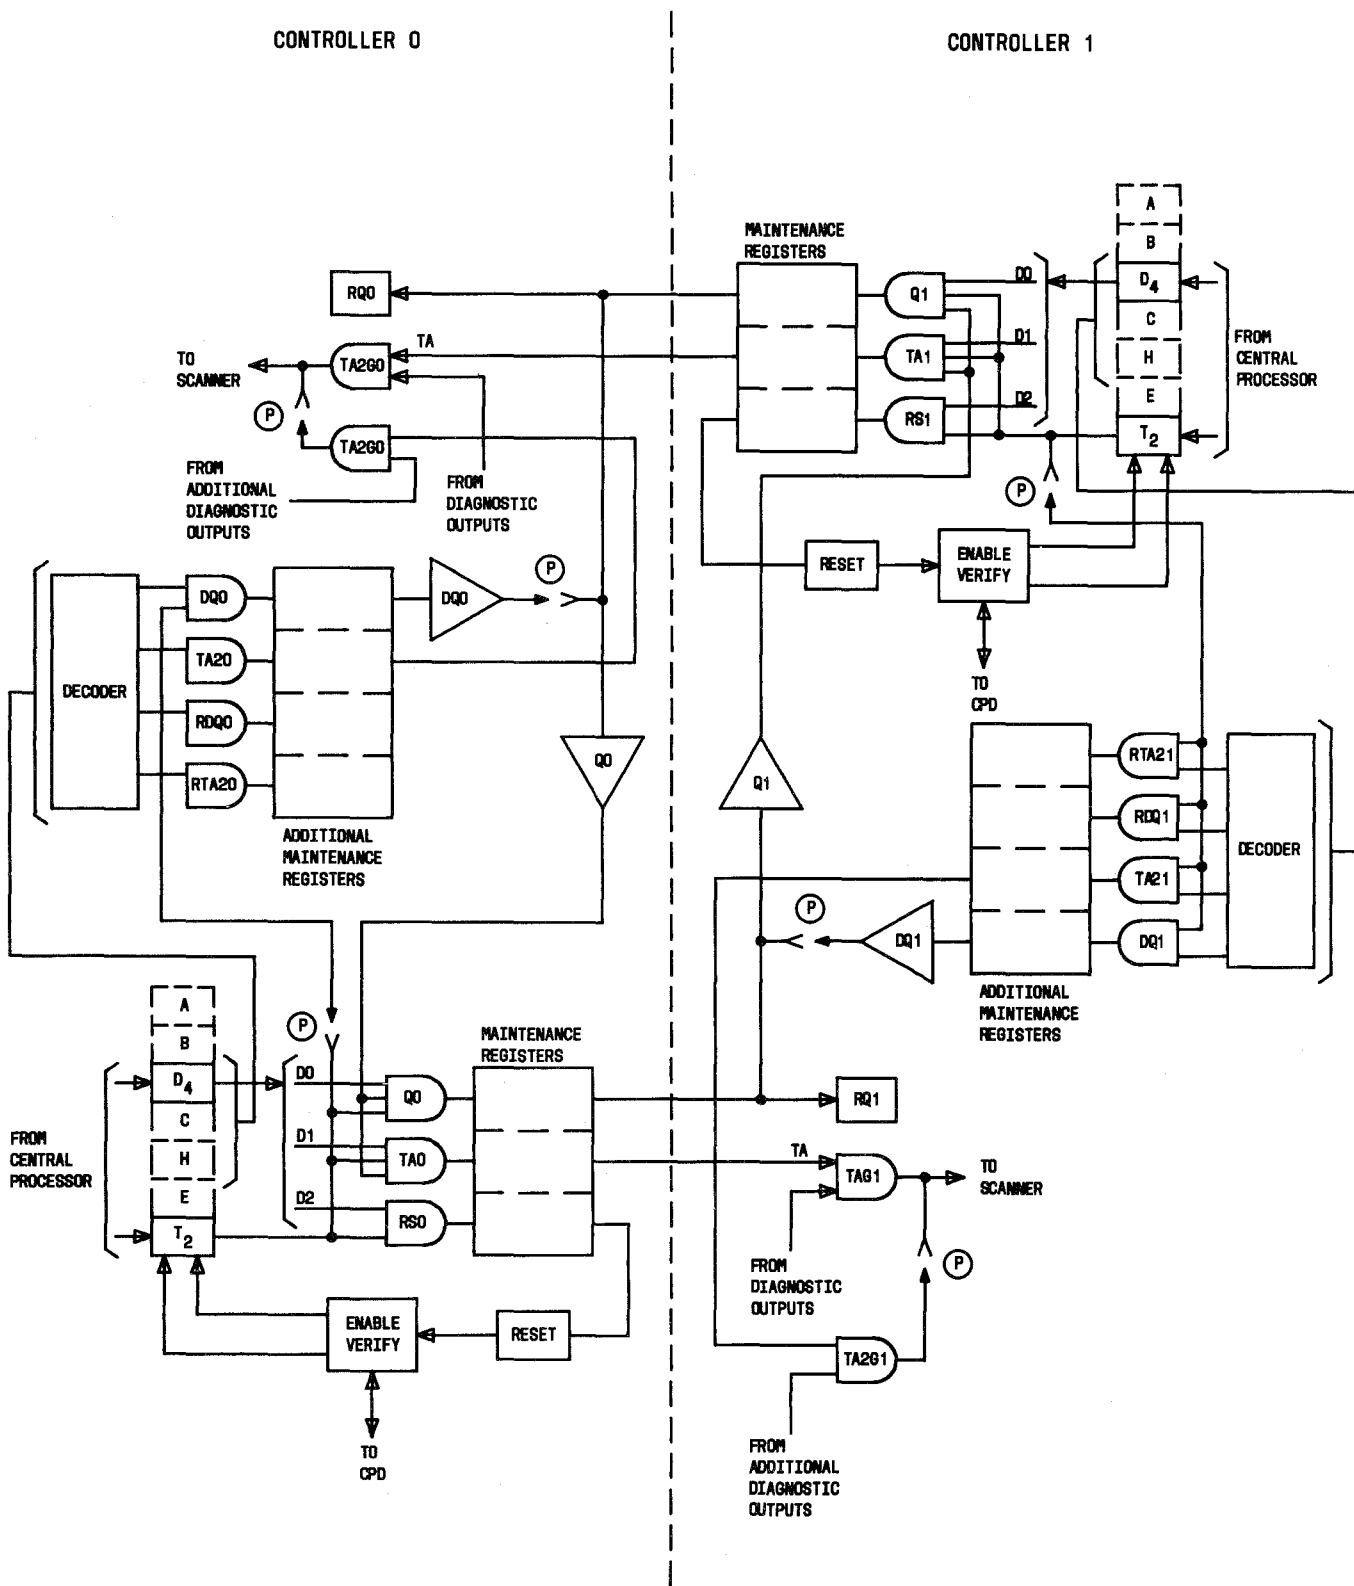 CONTROLLER 0
CONTROLLER 1
RQ0
TO
SCANNER
TA
TA2G0
P
TA2G0
FROM
ADDITIONAL
DIAGNOSTIC
OUTPUTS
FROM
DIAGNOSTIC
OUTPUTS
DECODER
DQ0
TA20
RDQ0
RTA20
DQ0
P
Q0
ADDITIONAL
MAINTENANCE
REGISTERS
A
B
D4
C
H
E
T2
FROM
CENTRAL
PROCESSOR
P
D0
D1
D2
Q0
TA0
RS0
MAINTENANCE
REGISTERS
ENABLE
VERIFY
RESET
TO
CPD
MAINTENANCE
REGISTERS
Q1
TA1
RS1
D0
D1
D2
A
B
D4
C
H
E
T2
FROM
CENTRAL
PROCESSOR
P
RESET
ENABLE
VERIFY
TO
CPD
Q1
RTA21
RDQ1
TA21
DQ1
DECODER
P
DQ1
ADDITIONAL
MAINTENANCE
REGISTERS
RQ1
TA
TAG1
TO
SCANNER
FROM
DIAGNOSTIC
OUTPUTS
P
TA2G1
FROM
ADDITIONAL
DIAGNOSTIC
OUTPUTS